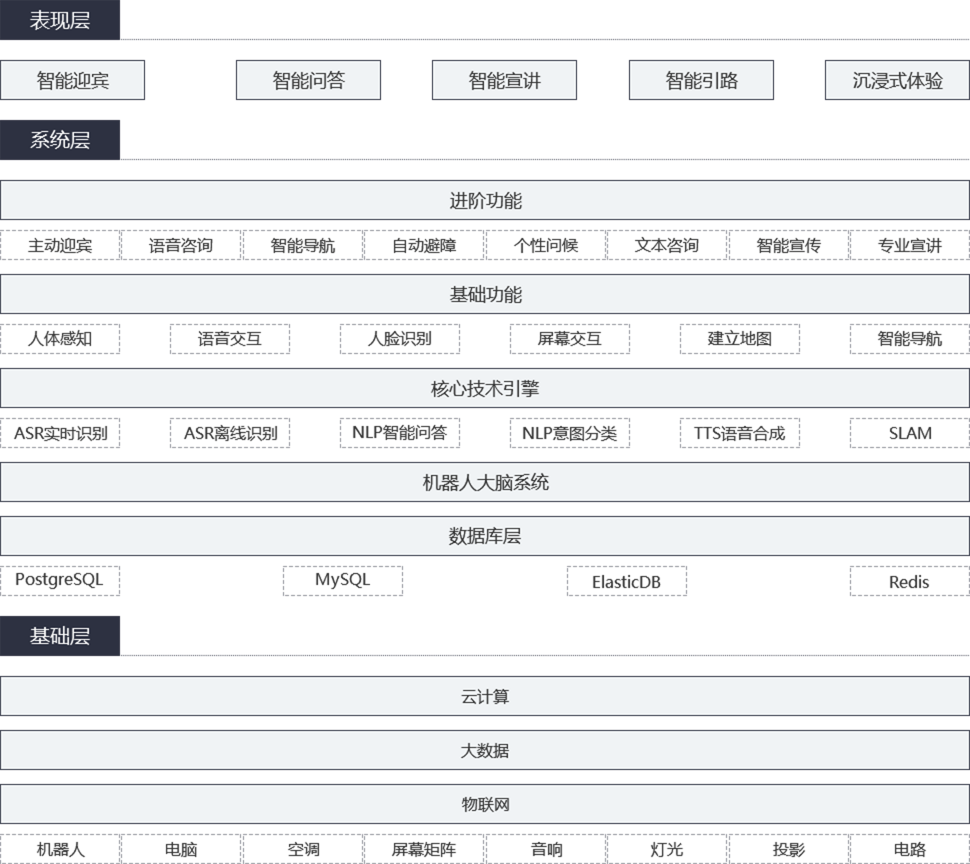 表现层
智能迎宾 智能问答 智能宣讲 智能引路 沉浸式体验
系统层
进阶功能
主动迎宾 语音咨询 智能导航 自动避障 个性问候 文本咨询 智能宣传 专业宣讲
基础功能
人体感知 语音交互 人脸识别 屏幕交互 建立地图 智能导航
核心技术引擎
ASR实时识别 ASR离线识别 NLP智能问答 NLP意图分类 TTS语音合成 SLAM
机器人大脑系统
数据库层
PostgreSQL MySQL ElasticDB Redis
基础层
云计算
大数据
物联网
机器人 电脑 空调 屏幕矩阵 音响 灯光 投影 电路